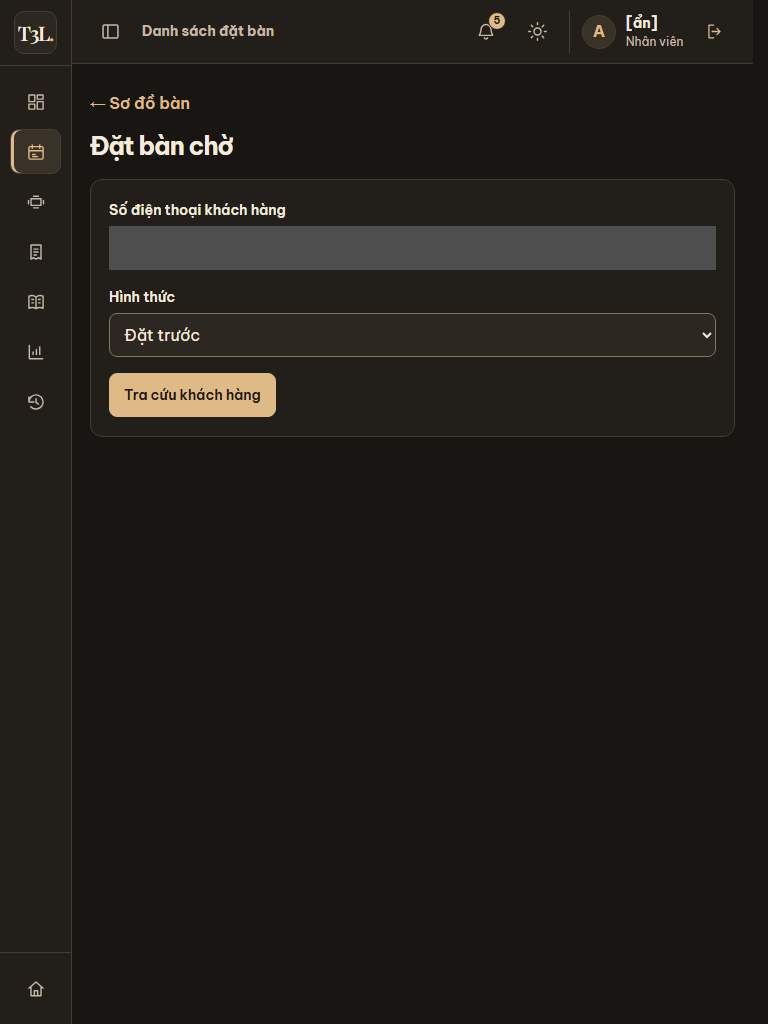 T3L.
Danh sách đặt bàn
5
A
[ẩn]
Nhân viên
← Sơ đồ bàn
Đặt bàn chờ
Số điện thoại khách hàng
Hình thức
Đặt trước
Tra cứu khách hàng